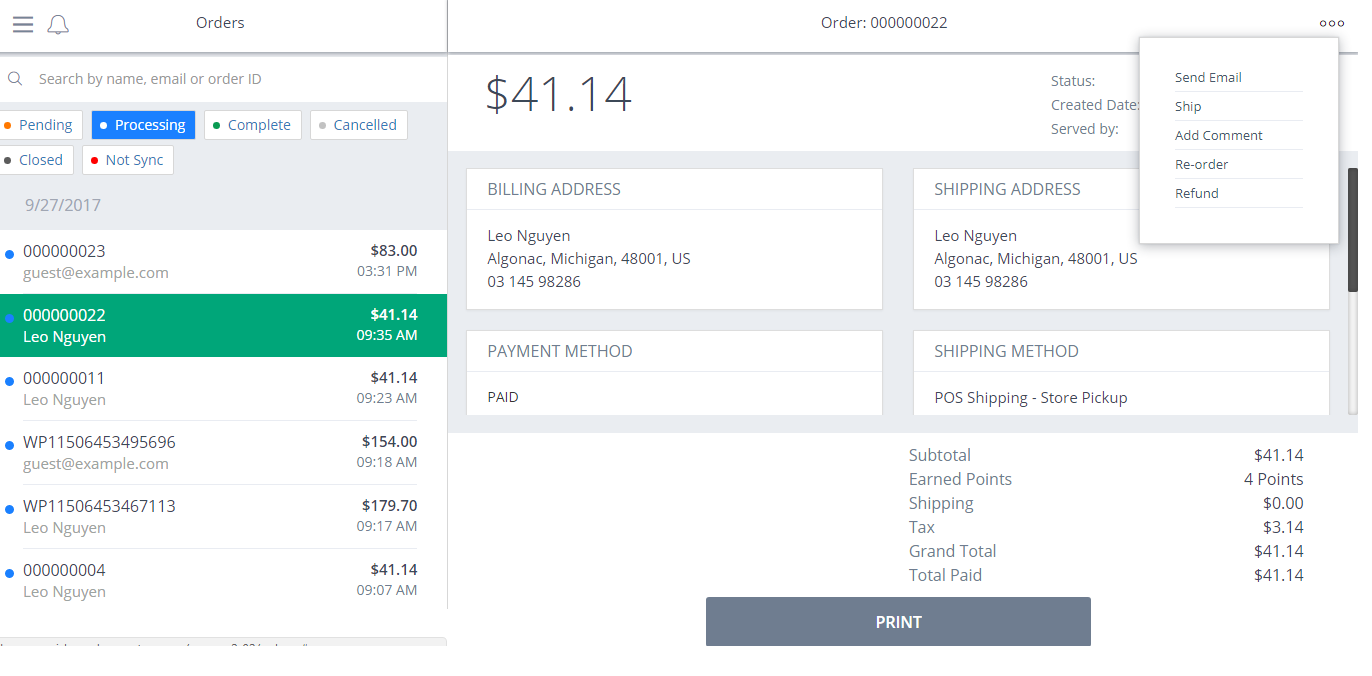 Orders
Search by name, email or order ID
Pending
Processing
Complete
Cancelled
Closed
Not Sync
9/27/2017
000000023 $83.00
guest@example.com 03:31 PM
000000022 $41.14
Leo Nguyen 09:35 AM
000000011 $41.14
Leo Nguyen 09:23 AM
WP11506453495696 $154.00
guest@example.com 09:18 AM
WP11506453467113 $179.70
Leo Nguyen 09:17 AM
000000004 $41.14
Leo Nguyen 09:07 AM
Order: 000000022
$41.14
Status:
Created Date:
Served by:
Send Email
Ship
Add Comment
Re-order
Refund
BILLING ADDRESS
Leo Nguyen
Algonac, Michigan, 48001, US
03 145 98286
SHIPPING ADDRESS
Leo Nguyen
Algonac, Michigan, 48001, US
03 145 98286
PAYMENT METHOD
PAID
SHIPPING METHOD
POS Shipping - Store Pickup
Subtotal $41.14
Earned Points 4 Points
Shipping $0.00
Tax $3.14
Grand Total $41.14
Total Paid $41.14
PRINT